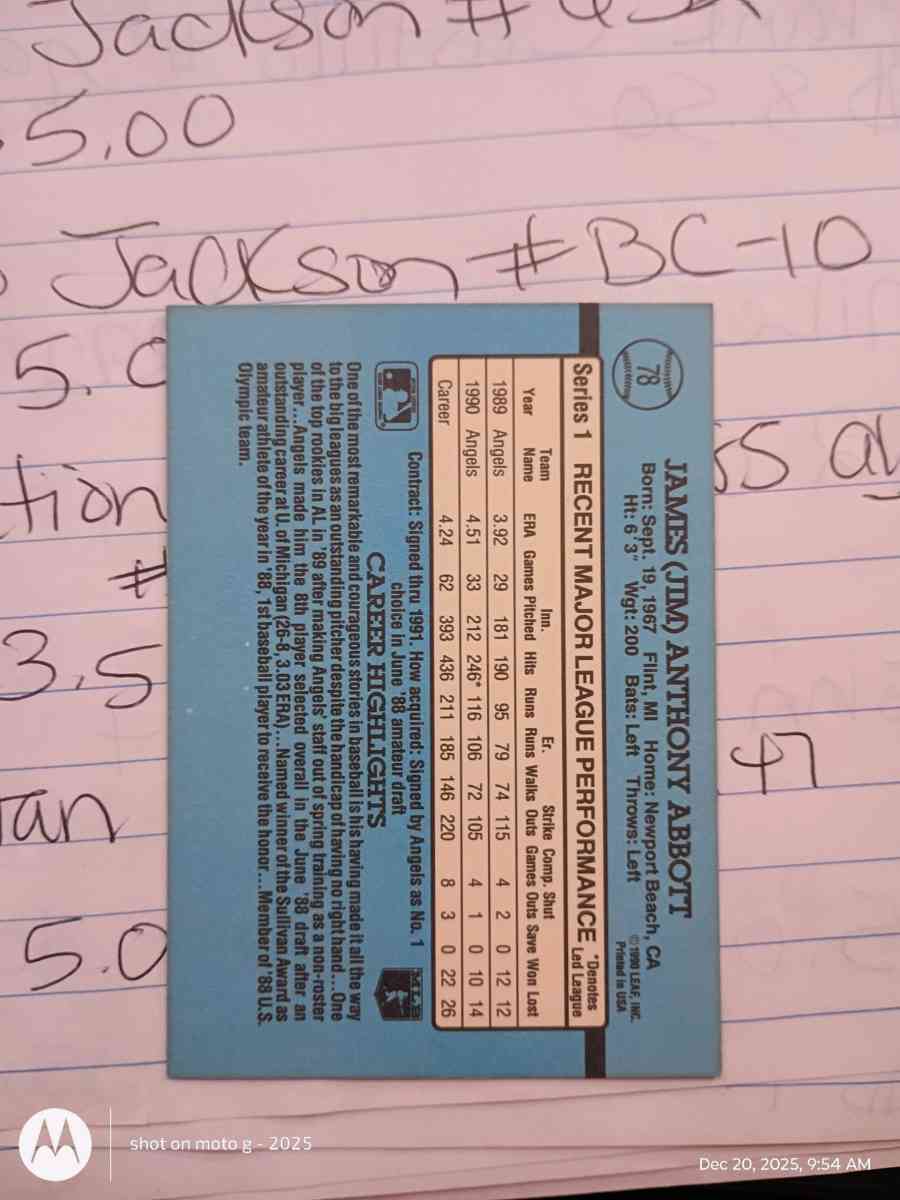 Jackson #
5.00
Jackson # BC-10
5.0
ss
tion
#
3.5
47
an
5.0
78
JAMES (JIM) ANTHONY ABBOTT
Born: Sept. 19, 1967 Flint, MI Home: Newport Beach, CA
Ht: 6'3" Wgt: 200 Bats: Left Throws: Left
© 1990 LEAF, INC.
Printed in USA
Series 1 RECENT MAJOR LEAGUE PERFORMANCE *Denotes Led League
Year Team Name ERA Games Inn. Pitched Hits Runs Er. Runs Walks Strike Outs Comp. Games Shut Outs Save Won Lost
1989 Angels 3.92 29 181 190 95 79 74 115 4 2 0 12 12
1990 Angels 4.51 33 212 246* 116 106 72 105 4 1 0 10 14
Career 4.24 62 393 436 211 185 146 220 8 3 0 22 26
Contract: Signed thru 1991. How acquired: Signed by Angels as No. 1
choice in June '88 amateur draft
MLB
CAREER HIGHLIGHTS
One of the most remarkable and courageous stories in baseball is his having made it all the way
to the big leagues as an outstanding pitcher despite the handicap of having no right hand...One
of the top rookies in AL in '89 after making Angels' staff out of spring training as a non-roster
player...Angels made him the 8th player selected overall in the June '88 draft after an
outstanding career at U. of Michigan (26-8, 3.03 ERA)...Named winner of the Sullivan Award as
amateur athlete of the year in '88, 1st baseball player to receive the honor...Member of '88 U.S.
Olympic team.
shot on moto g - 2025
Dec 20, 2025, 9:54 AM